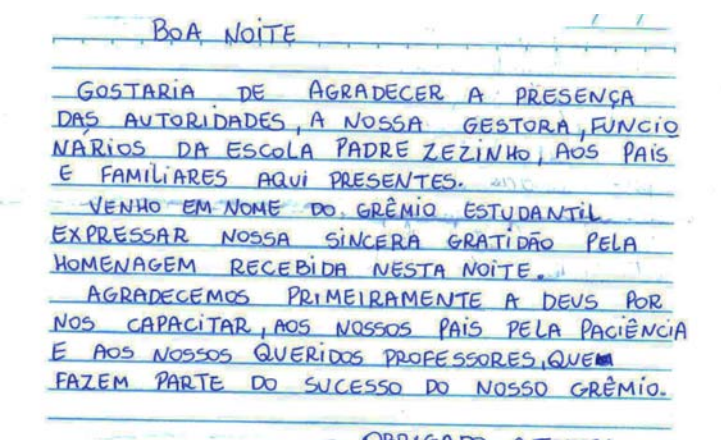 BOA NOITE
GOSTARIA DE AGRADECER A PRESENÇA
DAS AUTORIDADES, A NOSSA GESTORA, FUNCIO
NÁRIOS DA ESCOLA PADRE ZEZINHO, AOS PAIS
E FAMILIARES AQUI PRESENTES.
VENHO EM NOME DO GRÊMIO ESTUDANTIL
EXPRESSAR NOSSA SINCERA GRATIDÃO PELA
HOMENAGEM RECEBIDA NESTA NOITE.
AGRADECEMOS PRIMEIRAMENTE A DEUS POR
NOS CAPACITAR, AOS NOSSOS PAIS PELA PACIÊNCIA
E AOS NOSSOS QUERIDOS PROFESSORES, QUE
FAZEM PARTE DO SUCESSO DO NOSSO GRÊMIO.